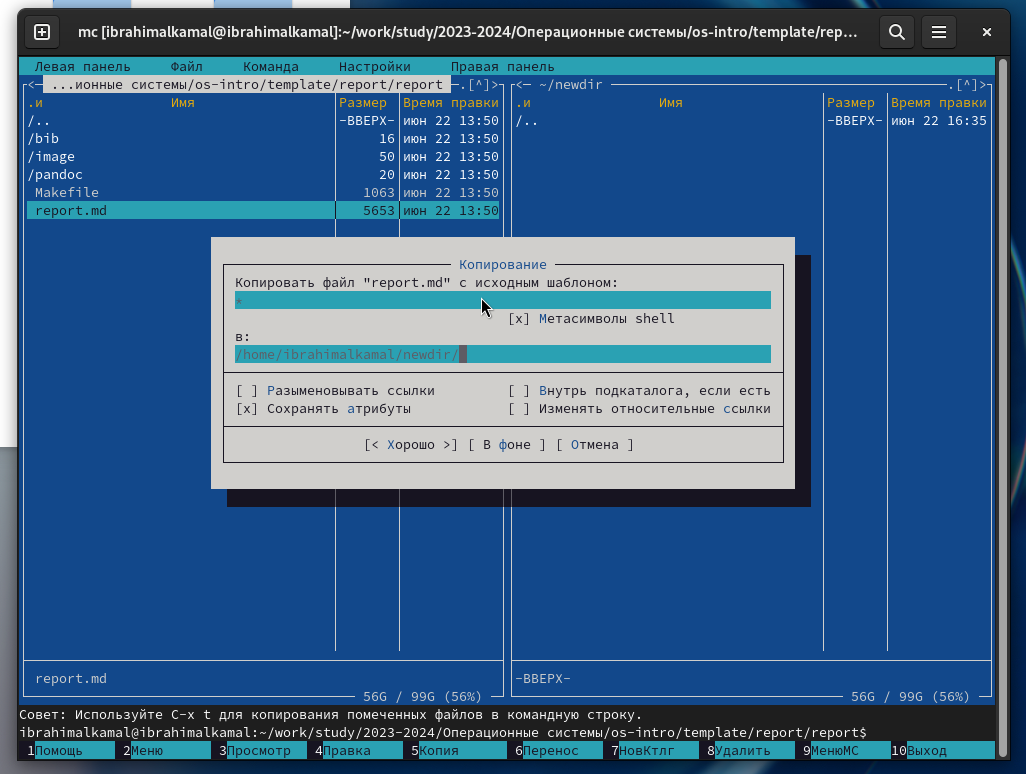 mc [ibrahimalkamal@ibrahimalkamal]:~/work/study/2023-2024/Операционные системы/os-intro/template/rep…
Левая панель Файл Команда Настройки Правая панель
<─ ...ионные системы/os-intro/template/report/report ─.[^]> <─ ~/newdir ─.[^]>
.и Имя Размер Время правки .и Имя Размер Время правки
/.. -ВВЕРХ- июн 22 13:50 /.. -ВВЕРХ- июн 22 16:35
/bib 16 июн 22 13:50
/image 50 июн 22 13:50
/pandoc 20 июн 22 13:50
Makefile 1063 июн 22 13:50
report.md 5653 июн 22 13:50
Копирование
Копировать файл "report.md" с исходным шаблоном:
*
[x] Метасимволы shell
в:
/home/ibrahimalkamal/newdir/
[ ] Разыменовывать ссылки [ ] Внутрь подкаталога, если есть
[x] Сохранять атрибуты [ ] Изменять относительные ссылки
[< Хорошо >] [ В фоне ] [ Отмена ]
report.md -ВВЕРХ-
56G / 99G (56%) 56G / 99G (56%)
Совет: Используйте C-x t для копирования помеченных файлов в командную строку.
ibrahimalkamal@ibrahimalkamal:~/work/study/2023-2024/Операционные системы/os-intro/template/report/report$
1Помощь 2Меню 3Просмотр 4Правка 5Копия 6Перенос 7НовКтлг 8Удалить 9МенюМС 10Выход